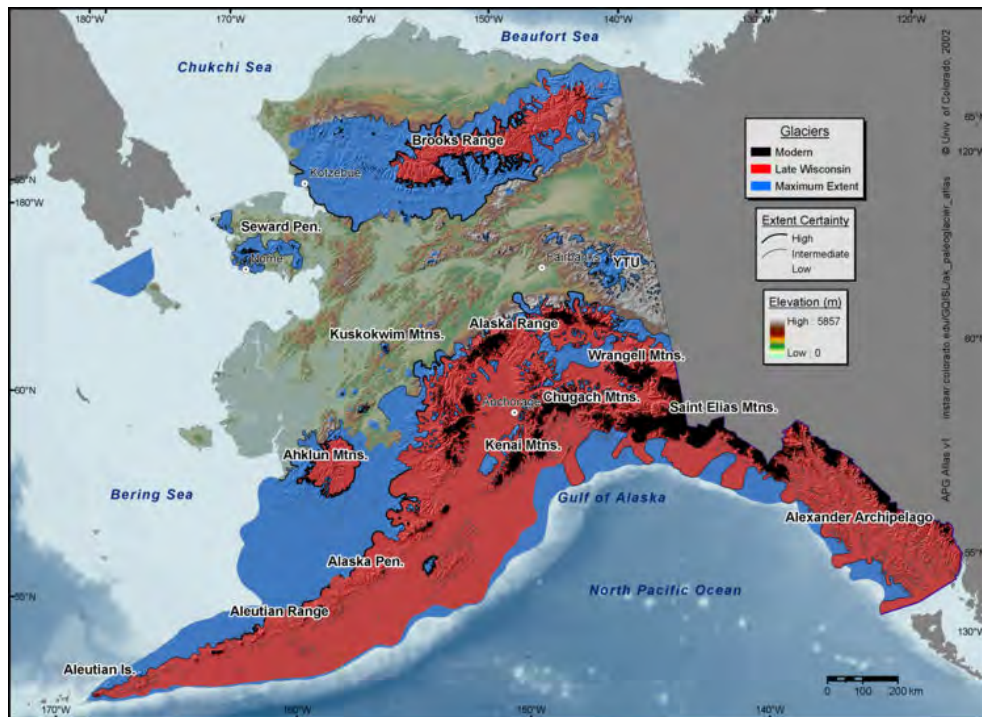 180°W
170°W
160°W
150°W
140°W
130°W
120°W
Beaufort Sea
Chukchi Sea
Glaciers
Modern
Late Wisconsin
Maximum Extent
65°N
120°W
Brooks Range
Kotzebue
65°N
180°W
Extent Certainty
High
Intermediate
Low
Seward Pen.
Nome
Fairbanks
YTU
Elevation (m)
High : 5857
Low : 0
Kuskokwim Mtns.
Alaska Range
60°N
Wrangell Mtns.
60°N
Anchorage
Chugach Mtns.
Saint Elias Mtns.
Kenai Mtns.
Ahklun Mtns.
Bering Sea
Gulf of Alaska
Alexander Archipelago
Alaska Pen.
55°N
North Pacific Ocean
55°N
Aleutian Range
130°W
Aleutian Is.
0 50 100 200 km
170°W
160°W
150°W
140°W
APG Atlas v1 instaar.colorado.edu/QGISL/ak_paleoglacier_atlas © Univ. of Colorado, 2002